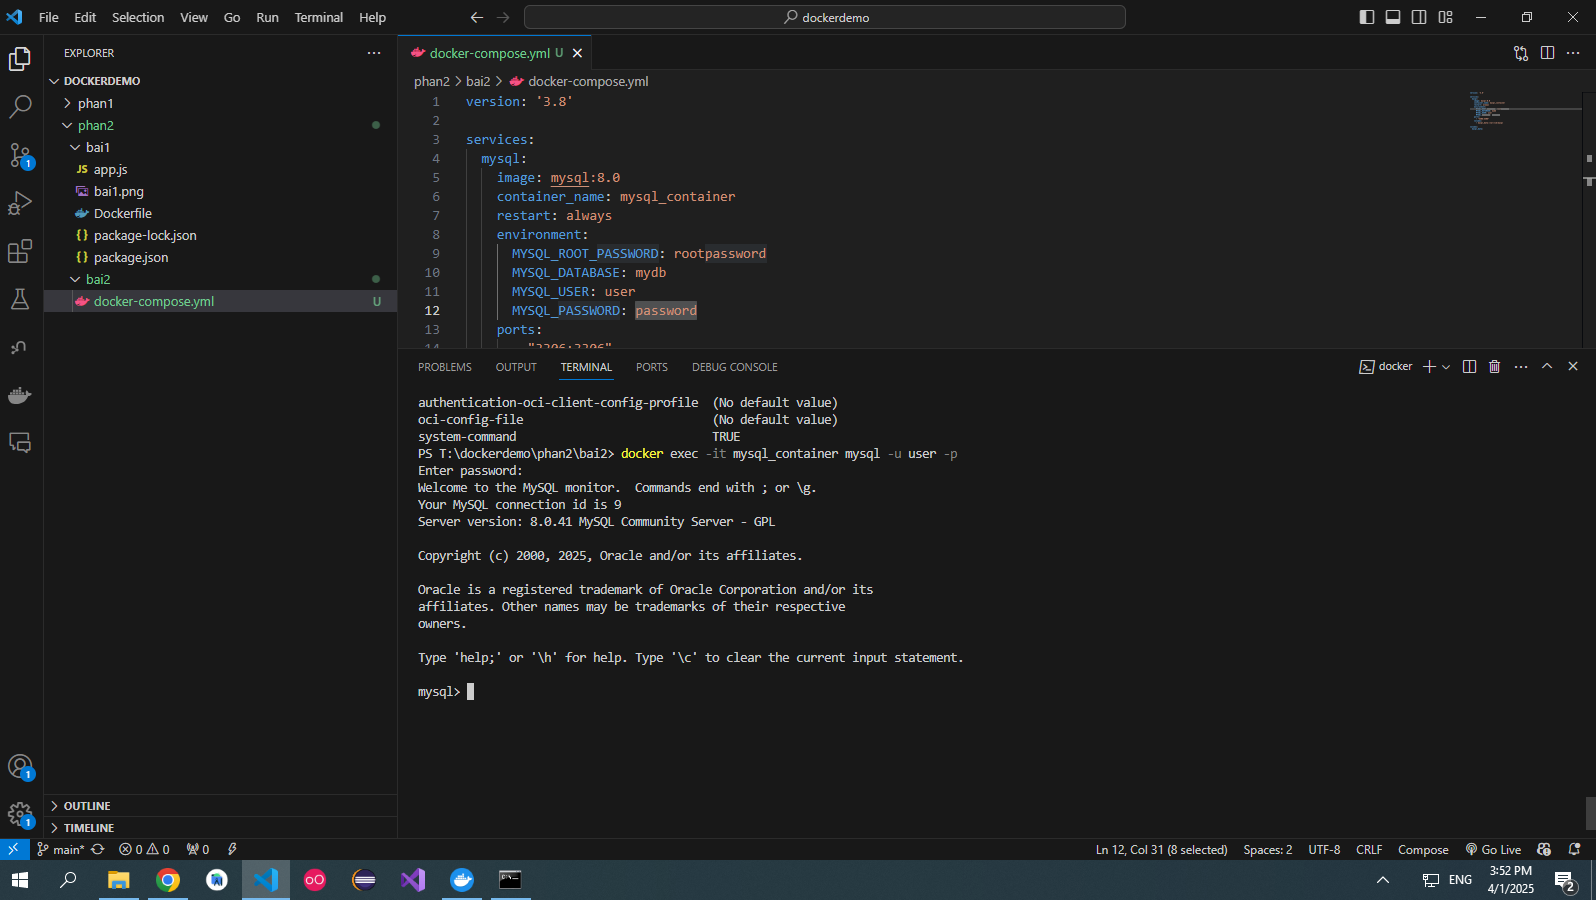 File Edit Selection View Go Run Terminal Help
dockerdemo
EXPLORER
DOCKERDEMO
phan1
phan2
bai1
JS app.js
bai1.png
Dockerfile
{} package-lock.json
{} package.json
bai2
docker-compose.yml U
OUTLINE
TIMELINE
docker-compose.yml U
phan2 > bai2 > docker-compose.yml
1 version: '3.8'
2
3 services:
4 mysql:
5 image: mysql:8.0
6 container_name: mysql_container
7 restart: always
8 environment:
9 MYSQL_ROOT_PASSWORD: rootpassword
10 MYSQL_DATABASE: mydb
11 MYSQL_USER: user
12 MYSQL_PASSWORD: password
13 ports:
14 - "3306:3306"
PROBLEMS OUTPUT TERMINAL PORTS DEBUG CONSOLE
docker
authentication-oci-client-config-profile (No default value)
oci-config-file (No default value)
system-command TRUE
PS T:\dockerdemo\phan2\bai2> docker exec -it mysql_container mysql -u user -p
Enter password:
Welcome to the MySQL monitor. Commands end with ; or \g.
Your MySQL connection id is 9
Server version: 8.0.41 MySQL Community Server - GPL
Copyright (c) 2000, 2025, Oracle and/or its affiliates.
Oracle is a registered trademark of Oracle Corporation and/or its
affiliates. Other names may be trademarks of their respective
owners.
Type 'help;' or '\h' for help. Type '\c' to clear the current input statement.
mysql>
main* 0 0 0
Ln 12, Col 31 (8 selected) Spaces: 2 UTF-8 CRLF Compose Go Live
ENG
3:52 PM
4/1/2025
2